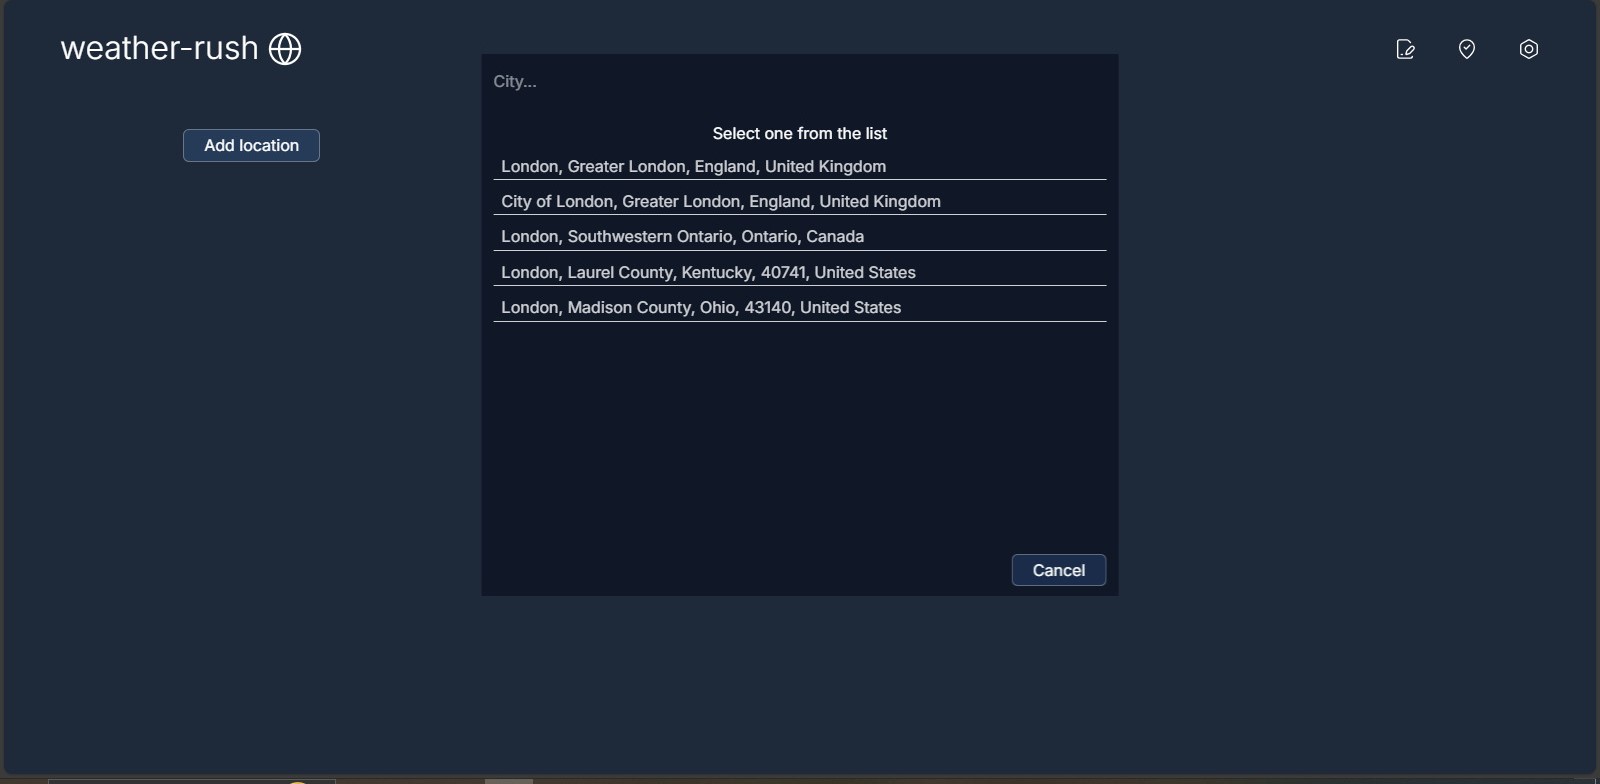 weather-rush
City...
Add location
Select one from the list
London, Greater London, England, United Kingdom
City of London, Greater London, England, United Kingdom
London, Southwestern Ontario, Ontario, Canada
London, Laurel County, Kentucky, 40741, United States
London, Madison County, Ohio, 43140, United States
Cancel